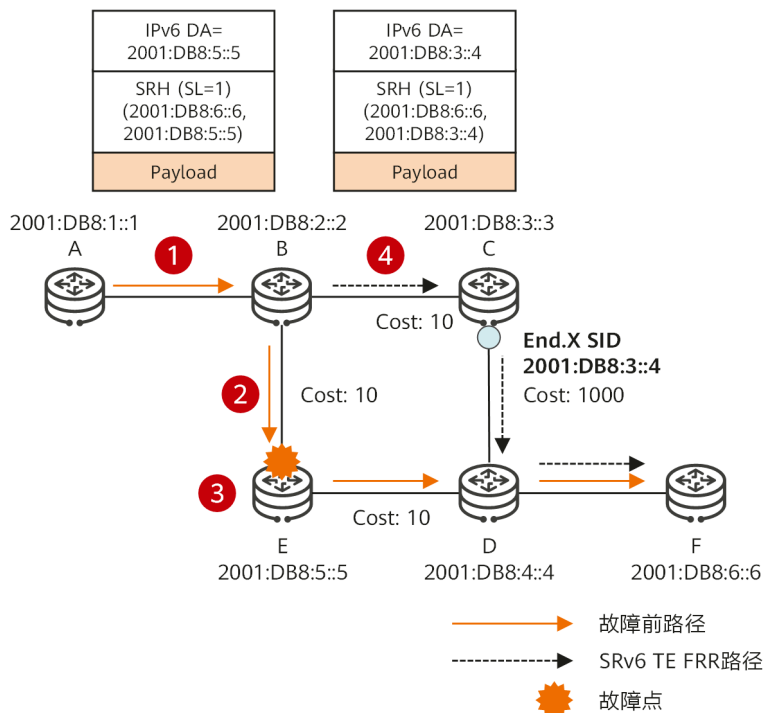 IPv6 DA=
2001:DB8:5::5
SRH (SL=1)
(2001:DB8:6::6,
2001:DB8:5::5)
Payload
IPv6 DA=
2001:DB8:3::4
SRH (SL=1)
(2001:DB8:6::6,
2001:DB8:3::4)
Payload
2001:DB8:1::1
A
2001:DB8:2::2
B
2001:DB8:3::3
C
1
4
Cost: 10
End.X SID
2001:DB8:3::4
Cost: 1000
2
Cost: 10
3
Cost: 10
E
2001:DB8:5::5
D
2001:DB8:4::4
F
2001:DB8:6::6
故障前路径
SRv6 TE FRR路径
故障点